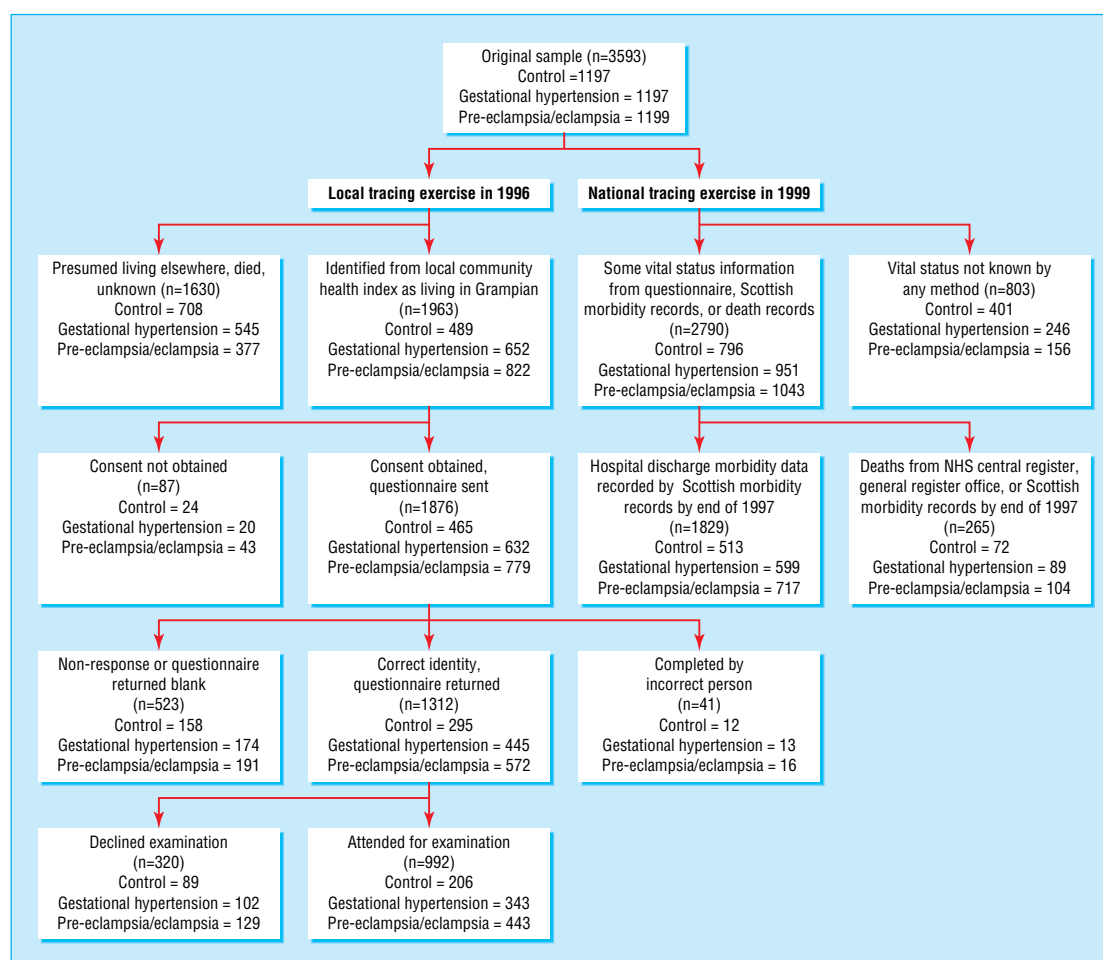 Original sample (n=3593)
Control =1197
Gestational hypertension = 1197
Pre-eclampsia/eclampsia = 1199
Local tracing exercise in 1996
National tracing exercise in 1999
Presumed living elsewhere, died,
unknown (n=1630)
Control = 708
Gestational hypertension = 545
Pre-eclampsia/eclampsia = 377
Identified from local community
health index as living in Grampian
(n=1963)
Control = 489
Gestational hypertension = 652
Pre-eclampsia/eclampsia = 822
Some vital status information
from questionnaire, Scottish
morbidity records, or death records
(n=2790)
Control = 796
Gestational hypertension = 951
Pre-eclampsia/eclampsia = 1043
Vital status not known by
any method (n=803)
Control = 401
Gestational hypertension = 246
Pre-eclampsia/eclampsia = 156
Consent not obtained
(n=87)
Control = 24
Gestational hypertension = 20
Pre-eclampsia/eclampsia = 43
Consent obtained,
questionnaire sent
(n=1876)
Control = 465
Gestational hypertension = 632
Pre-eclampsia/eclampsia = 779
Hospital discharge morbidity data
recorded by Scottish morbidity
records by end of 1997
(n=1829)
Control = 513
Gestational hypertension = 599
Pre-eclampsia/eclampsia = 717
Deaths from NHS central register,
general register office, or Scottish
morbidity records by end of 1997
(n=265)
Control = 72
Gestational hypertension = 89
Pre-eclampsia/eclampsia = 104
Non-response or questionnaire
returned blank
(n=523)
Control = 158
Gestational hypertension = 174
Pre-eclampsia/eclampsia = 191
Correct identity,
questionnaire returned
(n=1312)
Control = 295
Gestational hypertension = 445
Pre-eclampsia/eclampsia = 572
Completed by
incorrect person
(n=41)
Control = 12
Gestational hypertension = 13
Pre-eclampsia/eclampsia = 16
Declined examination
(n=320)
Control = 89
Gestational hypertension = 102
Pre-eclampsia/eclampsia = 129
Attended for examination
(n=992)
Control = 206
Gestational hypertension = 343
Pre-eclampsia/eclampsia = 443